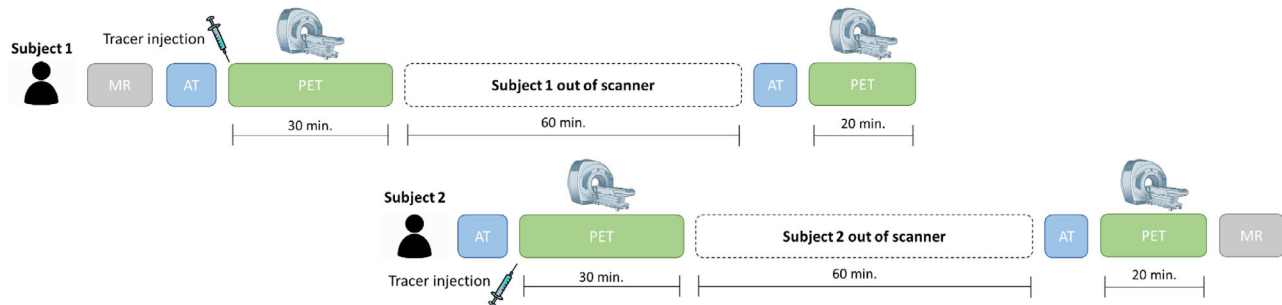 Tracer injection
Subject 1
MR
AT
PET
Subject 1 out of scanner
AT
PET
30 min.
60 min.
20 min.
Subject 2
AT
PET
Subject 2 out of scanner
AT
PET
MR
Tracer injection
30 min.
60 min.
20 min.